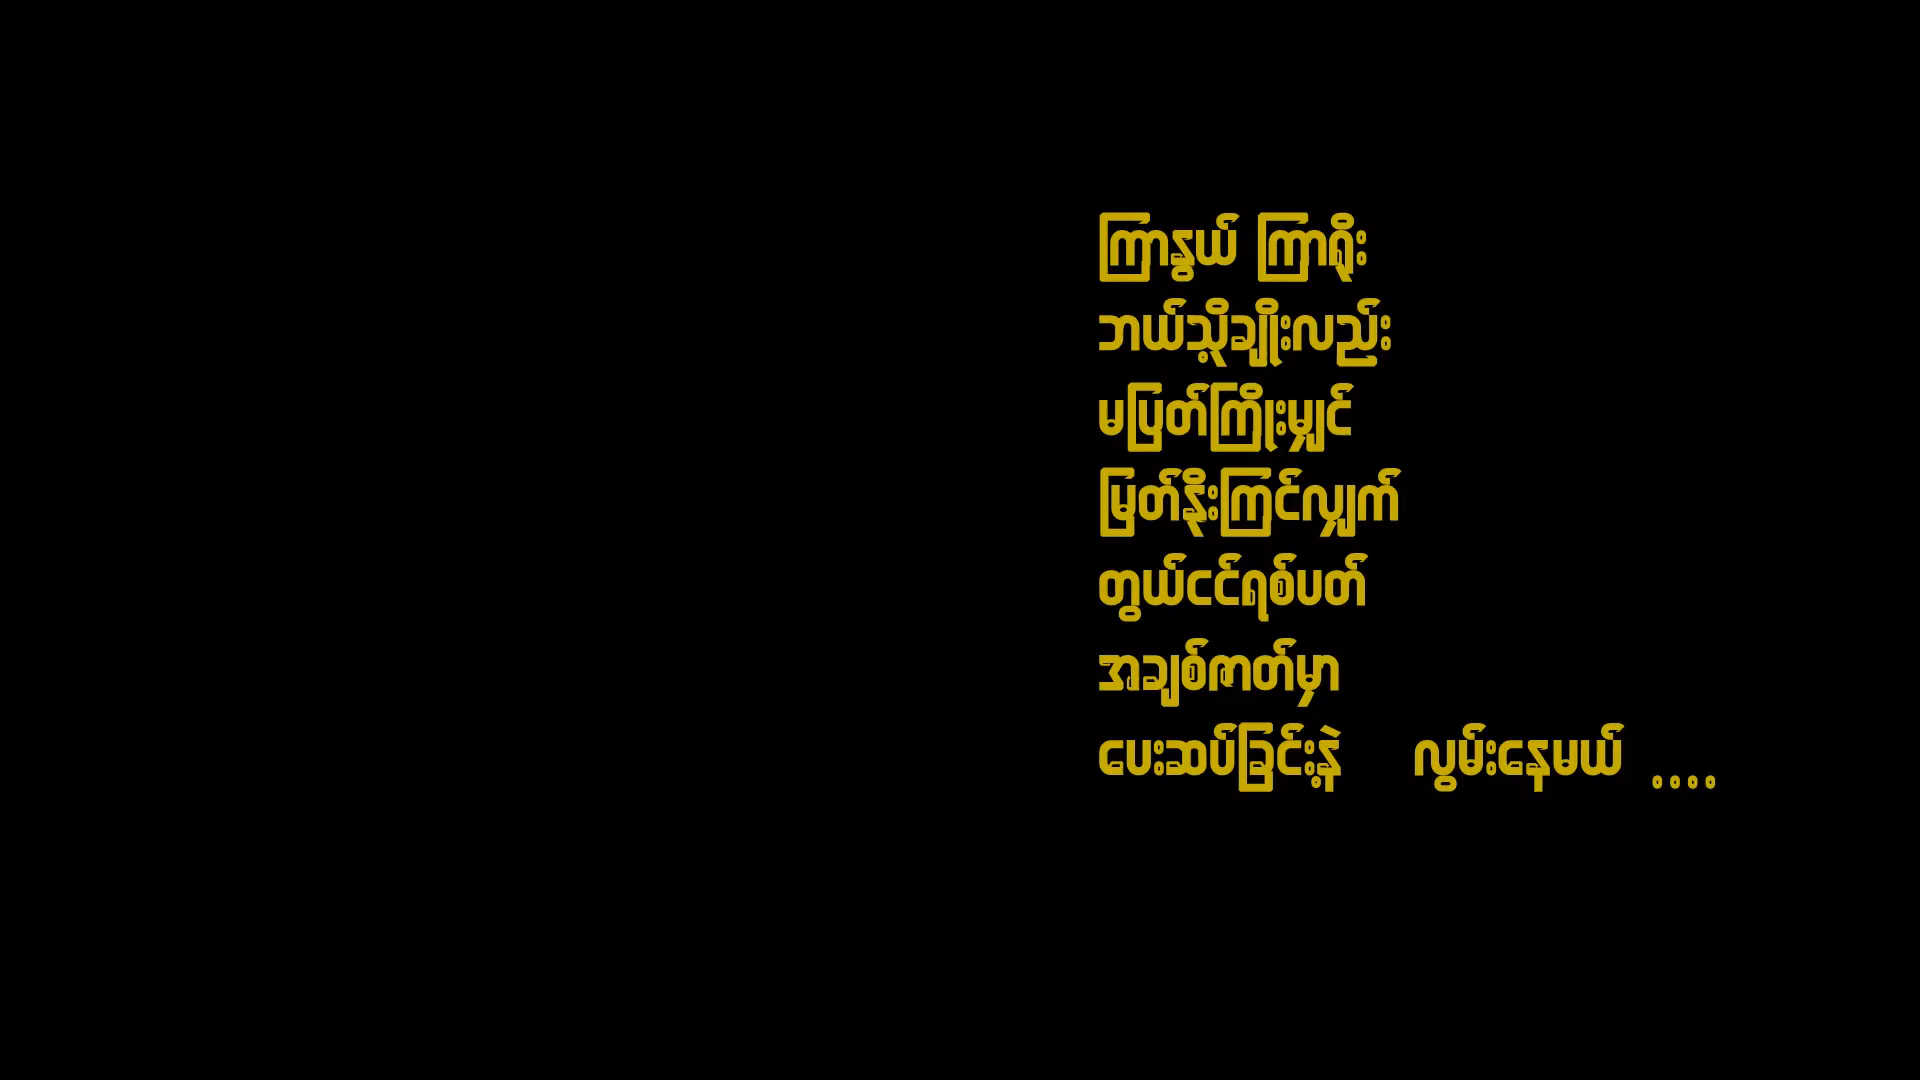 ကြာနွယ် ကြာရိုး
ဘယ်သို့ချိုးလည်း
မပြတ်ကြိုးမျှင်
မြတ်နိုးကြင်လျှက်
တွယ်ငင်ရစ်ပတ်
အချစ်ဇာတ်မှာ
ပေးဆပ်ခြင်းနဲ့ လွမ်းနေမယ် ....